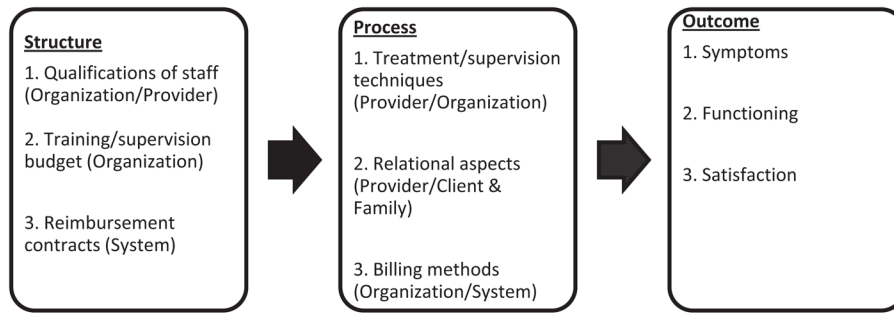 Structure
1. Qualifications of staff
(Organization/Provider)
2. Training/supervision
budget (Organization)
3. Reimbursement
contracts (System)
Process
1. Treatment/supervision
techniques
(Provider/Organization)
2. Relational aspects
(Provider/Client &
Family)
3. Billing methods
(Organization/System)
Outcome
1. Symptoms
2. Functioning
3. Satisfaction